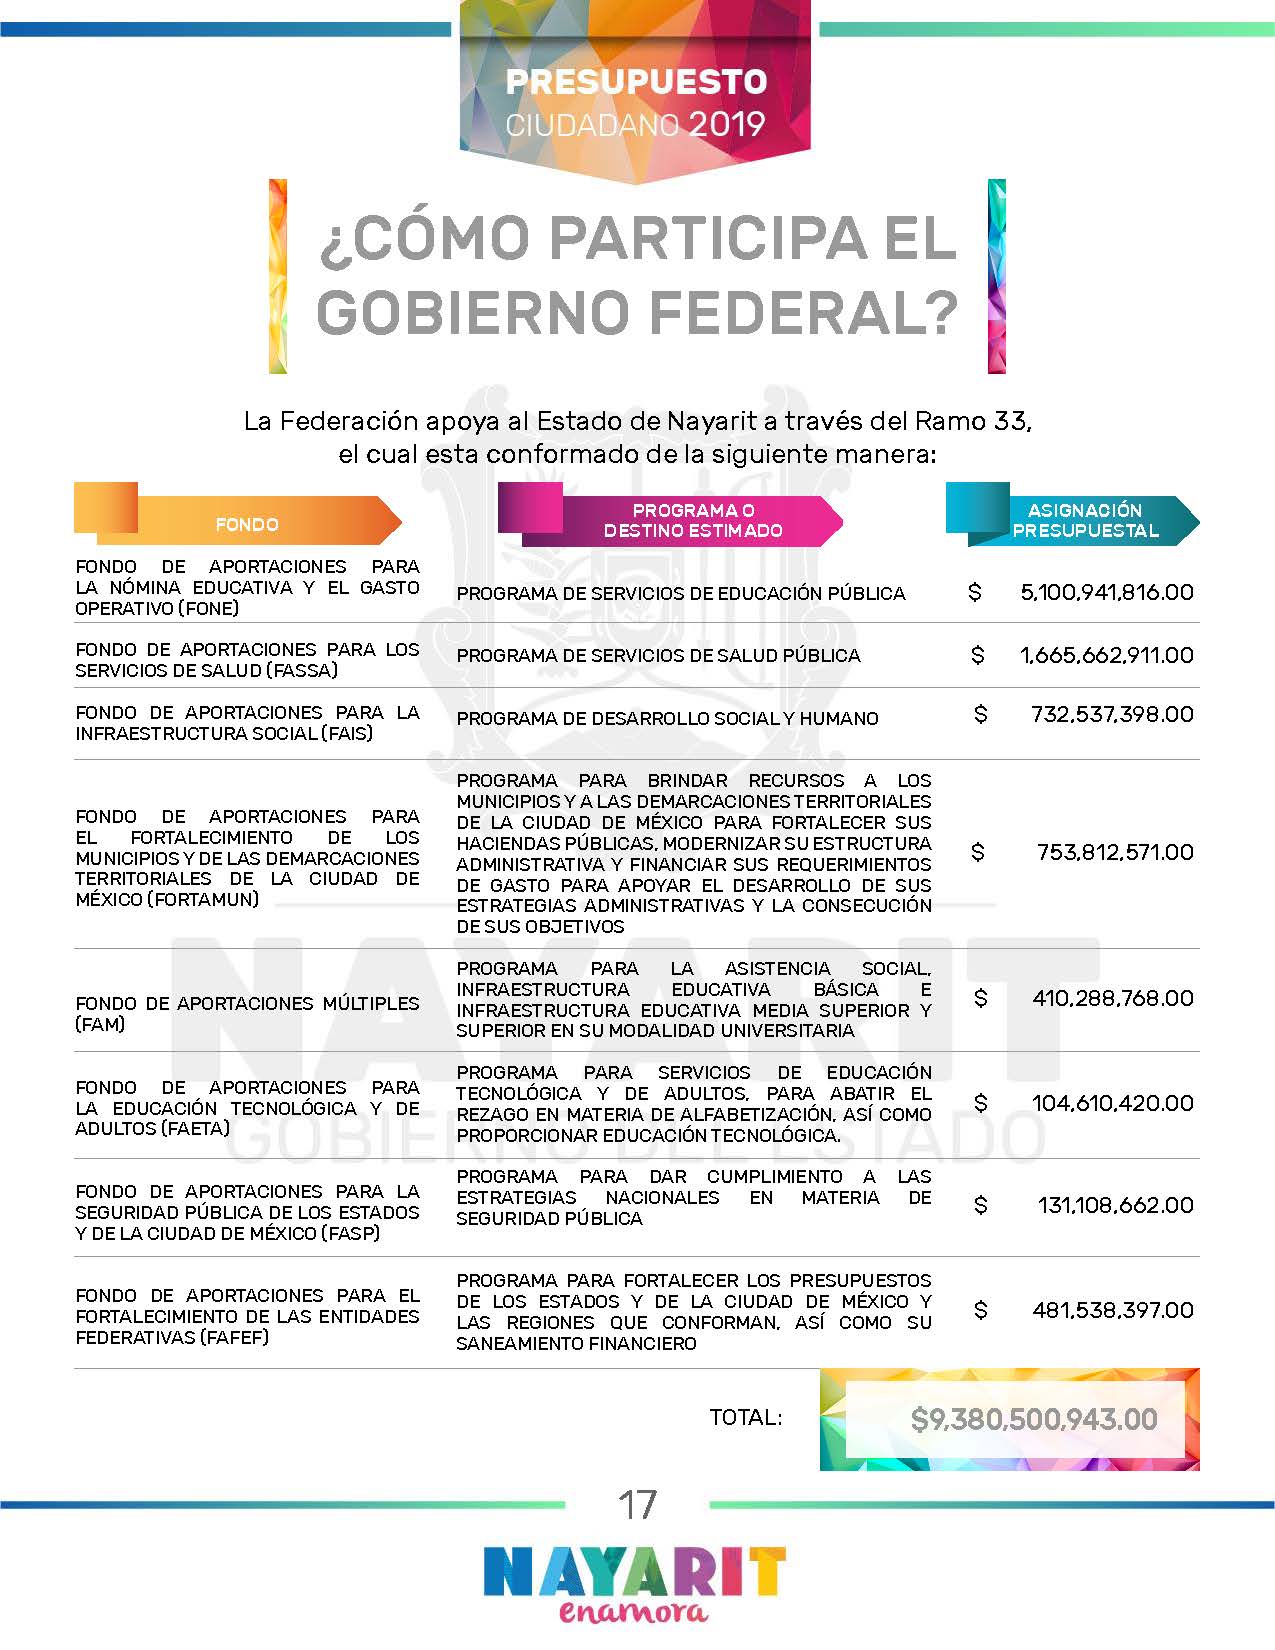 PRESUPUESTO
CIUDADANO 2019
¿CÓMO PARTICIPA EL
GOBIERNO FEDERAL?
La Federación apoya al Estado de Nayarit a través del Ramo 33,
el cual esta conformado de la siguiente manera:
FONDO
PROGRAMA O
DESTINO ESTIMADO
ASIGNACIÓN
PRESUPUESTAL
FONDO DE APORTACIONES PARA
LA NÓMINA EDUCATIVA Y EL GASTO
OPERATIVO (FONE)
PROGRAMA DE SERVICIOS DE EDUCACIÓN PÚBLICA
$ 5,100,941,816.00
FONDO DE APORTACIONES PARA LOS
SERVICIOS DE SALUD (FASSA)
PROGRAMA DE SERVICIOS DE SALUD PÚBLICA
$ 1,665,662,911.00
FONDO DE APORTACIONES PARA LA
INFRAESTRUCTURA SOCIAL (FAIS)
PROGRAMA DE DESARROLLO SOCIAL Y HUMANO
$ 732,537,398.00
FONDO DE APORTACIONES PARA
EL FORTALECIMIENTO DE LOS
MUNICIPIOS Y DE LAS DEMARCACIONES
TERRITORIALES DE LA CIUDAD DE
MÉXICO (FORTAMUN)
PROGRAMA PARA BRINDAR RECURSOS A LOS
MUNICIPIOS Y A LAS DEMARCACIONES TERRITORIALES
DE LA CIUDAD DE MÉXICO PARA FORTALECER SUS
HACIENDAS PÚBLICAS, MODERNIZAR SU ESTRUCTURA
ADMINISTRATIVA Y FINANCIAR SUS REQUERIMIENTOS
DE GASTO PARA APOYAR EL DESARROLLO DE SUS
ESTRATEGIAS ADMINISTRATIVAS Y LA CONSECUCIÓN
DE SUS OBJETIVOS
$ 753,812,571.00
FONDO DE APORTACIONES MÚLTIPLES
(FAM)
PROGRAMA PARA LA ASISTENCIA SOCIAL,
INFRAESTRUCTURA EDUCATIVA BÁSICA E
INFRAESTRUCTURA EDUCATIVA MEDIA SUPERIOR Y
SUPERIOR EN SU MODALIDAD UNIVERSITARIA
$ 410,288,768.00
FONDO DE APORTACIONES PARA
LA EDUCACIÓN TECNOLÓGICA Y DE
ADULTOS (FAETA)
PROGRAMA PARA SERVICIOS DE EDUCACIÓN
TECNOLÓGICA Y DE ADULTOS, PARA ABATIR EL
REZAGO EN MATERIA DE ALFABETIZACIÓN, ASÍ COMO
PROPORCIONAR EDUCACIÓN TECNOLÓGICA.
$ 104,610,420.00
FONDO DE APORTACIONES PARA LA
SEGURIDAD PÚBLICA DE LOS ESTADOS
Y DE LA CIUDAD DE MÉXICO (FASP)
PROGRAMA PARA DAR CUMPLIMIENTO A LAS
ESTRATEGIAS NACIONALES EN MATERIA DE
SEGURIDAD PÚBLICA
$ 131,108,662.00
FONDO DE APORTACIONES PARA EL
FORTALECIMIENTO DE LAS ENTIDADES
FEDERATIVAS (FAFEF)
PROGRAMA PARA FORTALECER LOS PRESUPUESTOS
DE LOS ESTADOS Y DE LA CIUDAD DE MÉXICO Y
LAS REGIONES QUE CONFORMAN, ASÍ COMO SU
SANEAMIENTO FINANCIERO
$ 481,538,397.00
NAYARIT
GOBIERNO DEL ESTADO
TOTAL:
$9,380,500,943.00
17
NAYARIT
enamora